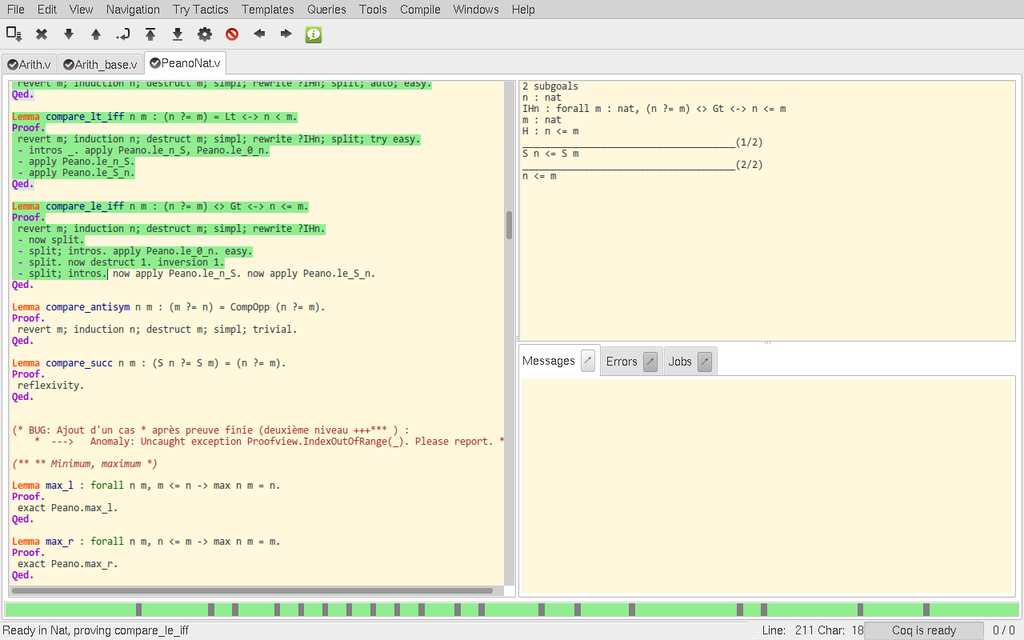 File Edit View Navigation Try Tactics Templates Queries Tools Compile Windows Help
Arith.v Arith_base.v PeanoNat.v
revert m; induction n; destruct m; simpl; rewrite ?IHn; split; auto; easy.
Qed.
Lemma compare_lt_iff n m : (n ?= m) = Lt <-> n < m.
Proof.
revert m; induction n; destruct m; simpl; rewrite ?IHn; split; try easy.
- intros _. apply Peano.le_n_S, Peano.le_0_n.
- apply Peano.le_n_S.
- apply Peano.le_S_n.
Qed.
Lemma compare_le_iff n m : (n ?= m) <> Gt <-> n <= m.
Proof.
revert m; induction n; destruct m; simpl; rewrite ?IHn.
- now split.
- split; intros. apply Peano.le_0_n. easy.
- split. now destruct 1. inversion 1.
- split; intros. now apply Peano.le_n_S. now apply Peano.le_S_n.
Qed.
Lemma compare_antisym n m : (m ?= n) = CompOpp (n ?= m).
Proof.
revert m; induction n; destruct m; simpl; trivial.
Qed.
Lemma compare_succ n m : (S n ?= S m) = (n ?= m).
Proof.
reflexivity.
Qed.
(* BUG: Ajout d'un cas * après preuve finie (deuxième niveau +++*** ) :
* ---> Anomaly: Uncaught exception Proofview.IndexOutOfRange(_). Please report. *
(** ** Minimum, maximum *)
Lemma max_l : forall n m, m <= n -> max n m = n.
Proof.
exact Peano.max_l.
Qed.
Lemma max_r : forall n m, n <= m -> max n m = m.
Proof.
exact Peano.max_r.
Qed.
2 subgoals
n : nat
IHn : forall m : nat, (n ?= m) <> Gt <-> n <= m
m : nat
H : n <= m
______________________________________(1/2)
S n <= S m
______________________________________(2/2)
n <= m
Messages Errors Jobs
Ready in Nat, proving compare_le_iff Line: 211 Char: 18 Coq is ready 0 / 0